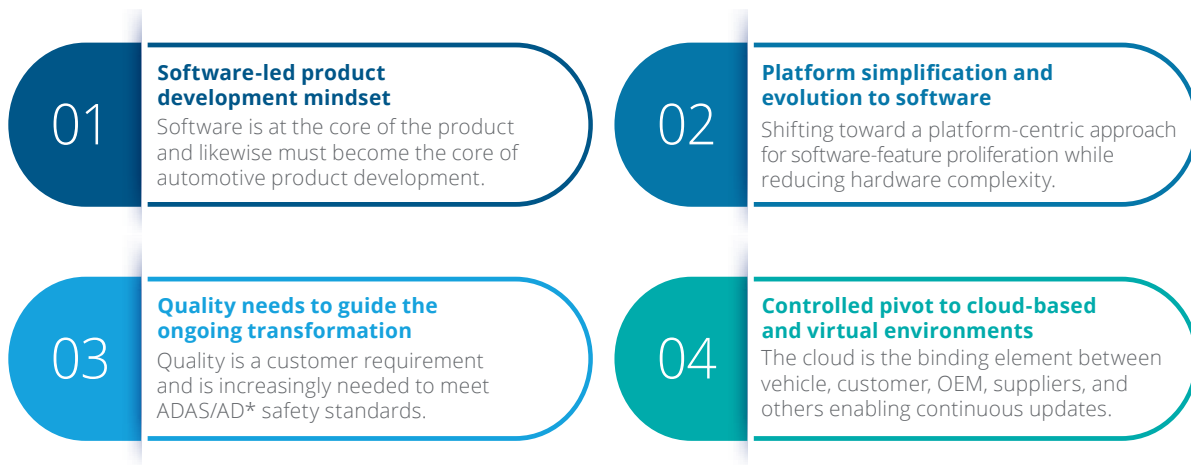 01
Software-led product
development mindset
Software is at the core of the product
and likewise must become the core of
automotive product development.
02
Platform simplification and
evolution to software
Shifting toward a platform-centric approach
for software-feature proliferation while
reducing hardware complexity.
03
Quality needs to guide the
ongoing transformation
Quality is a customer requirement
and is increasingly needed to meet
ADAS/AD* safety standards.
04
Controlled pivot to cloud-based
and virtual environments
The cloud is the binding element between
vehicle, customer, OEM, suppliers, and
others enabling continuous updates.